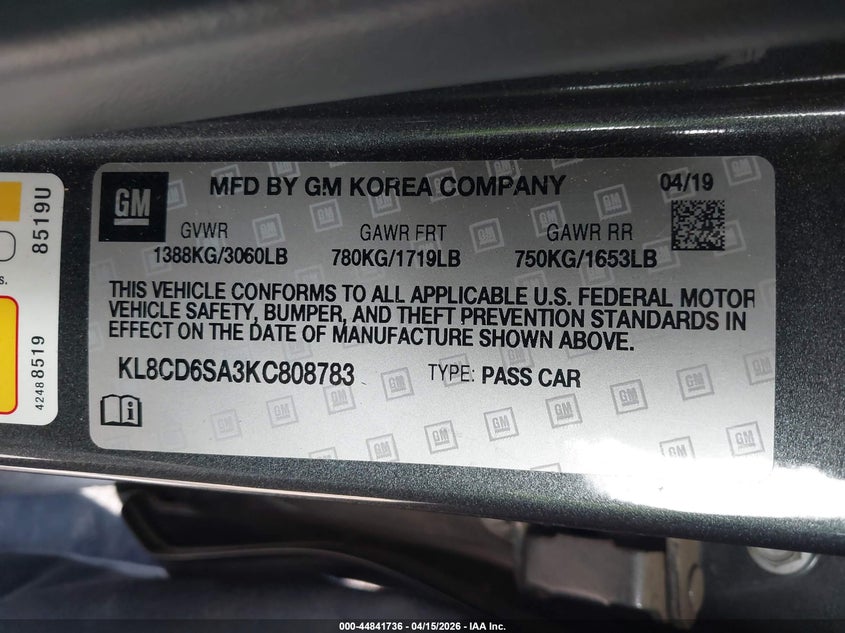 GM
MFD BY GM KOREA COMPANY 04/19
GVWR GAWR FRT GAWR RR
1388KG/3060LB 780KG/1719LB 750KG/1653LB
THIS VEHICLE CONFORMS TO ALL APPLICABLE U.S. FEDERAL MOTOR
VEHICLE SAFETY, BUMPER, AND THEFT PREVENTION STANDARDS IN
EFFECT ON THE DATE OF MANUFACTURE SHOWN ABOVE.
KL8CD6SA3KC808783 TYPE: PASS CAR
8519U
s.
4248 8519
000-44841736 - 04/15/2026 - IAA Inc.